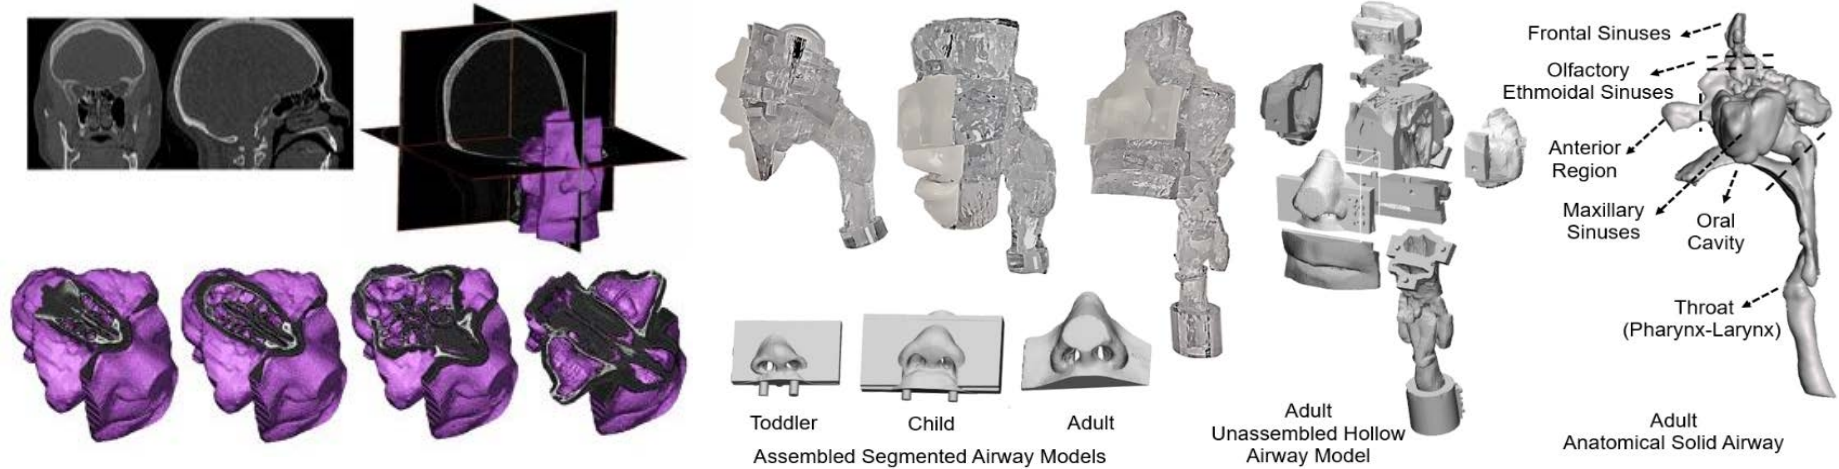 Toddler
Child
Adult
Assembled Segmented Airway Models
Adult
Unassembled Hollow
Airway Model
Frontal Sinuses
Olfactory
Ethmoidal Sinuses
Anterior
Region
Maxillary
Sinuses
Oral
Cavity
Throat
(Pharynx-Larynx)
Adult
Anatomical Solid Airway